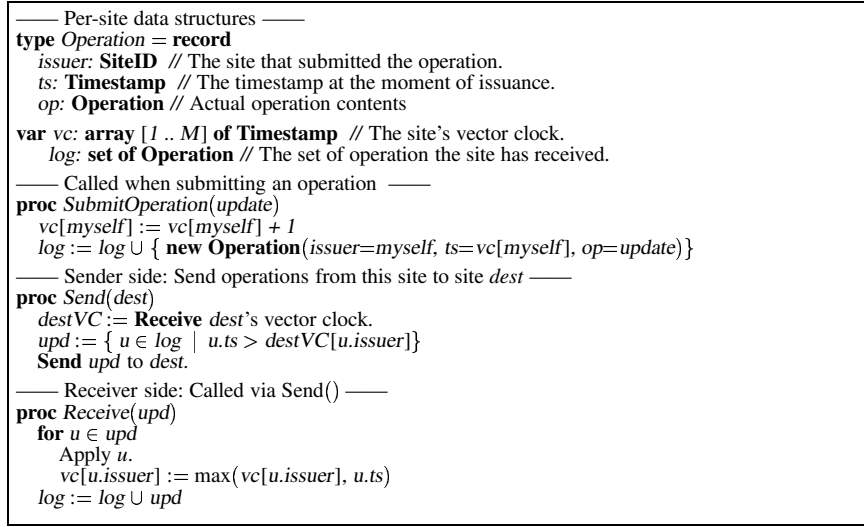 —— Per-site data structures ——
type Operation = record
issuer: SiteID // The site that submitted the operation.
ts: Timestamp // The timestamp at the moment of issuance.
op: Operation // Actual operation contents
var vc: array [1 .. M] of Timestamp // The site's vector clock.
log: set of Operation // The set of operation the site has received.
—— Called when submitting an operation ——
proc SubmitOperation(update)
vc[myself] := vc[myself] + 1
log := log ∪ { new Operation(issuer=myself, ts=vc[myself], op=update)}
—— Sender side: Send operations from this site to site dest ——
proc Send(dest)
destVC := Receive dest's vector clock.
upd := { u ∈ log | u.ts > destVC[u.issuer]}
Send upd to dest.
—— Receiver side: Called via Send() ——
proc Receive(upd)
for u ∈ upd
Apply u.
vc[u.issuer] := max(vc[u.issuer], u.ts)
log := log ∪ upd